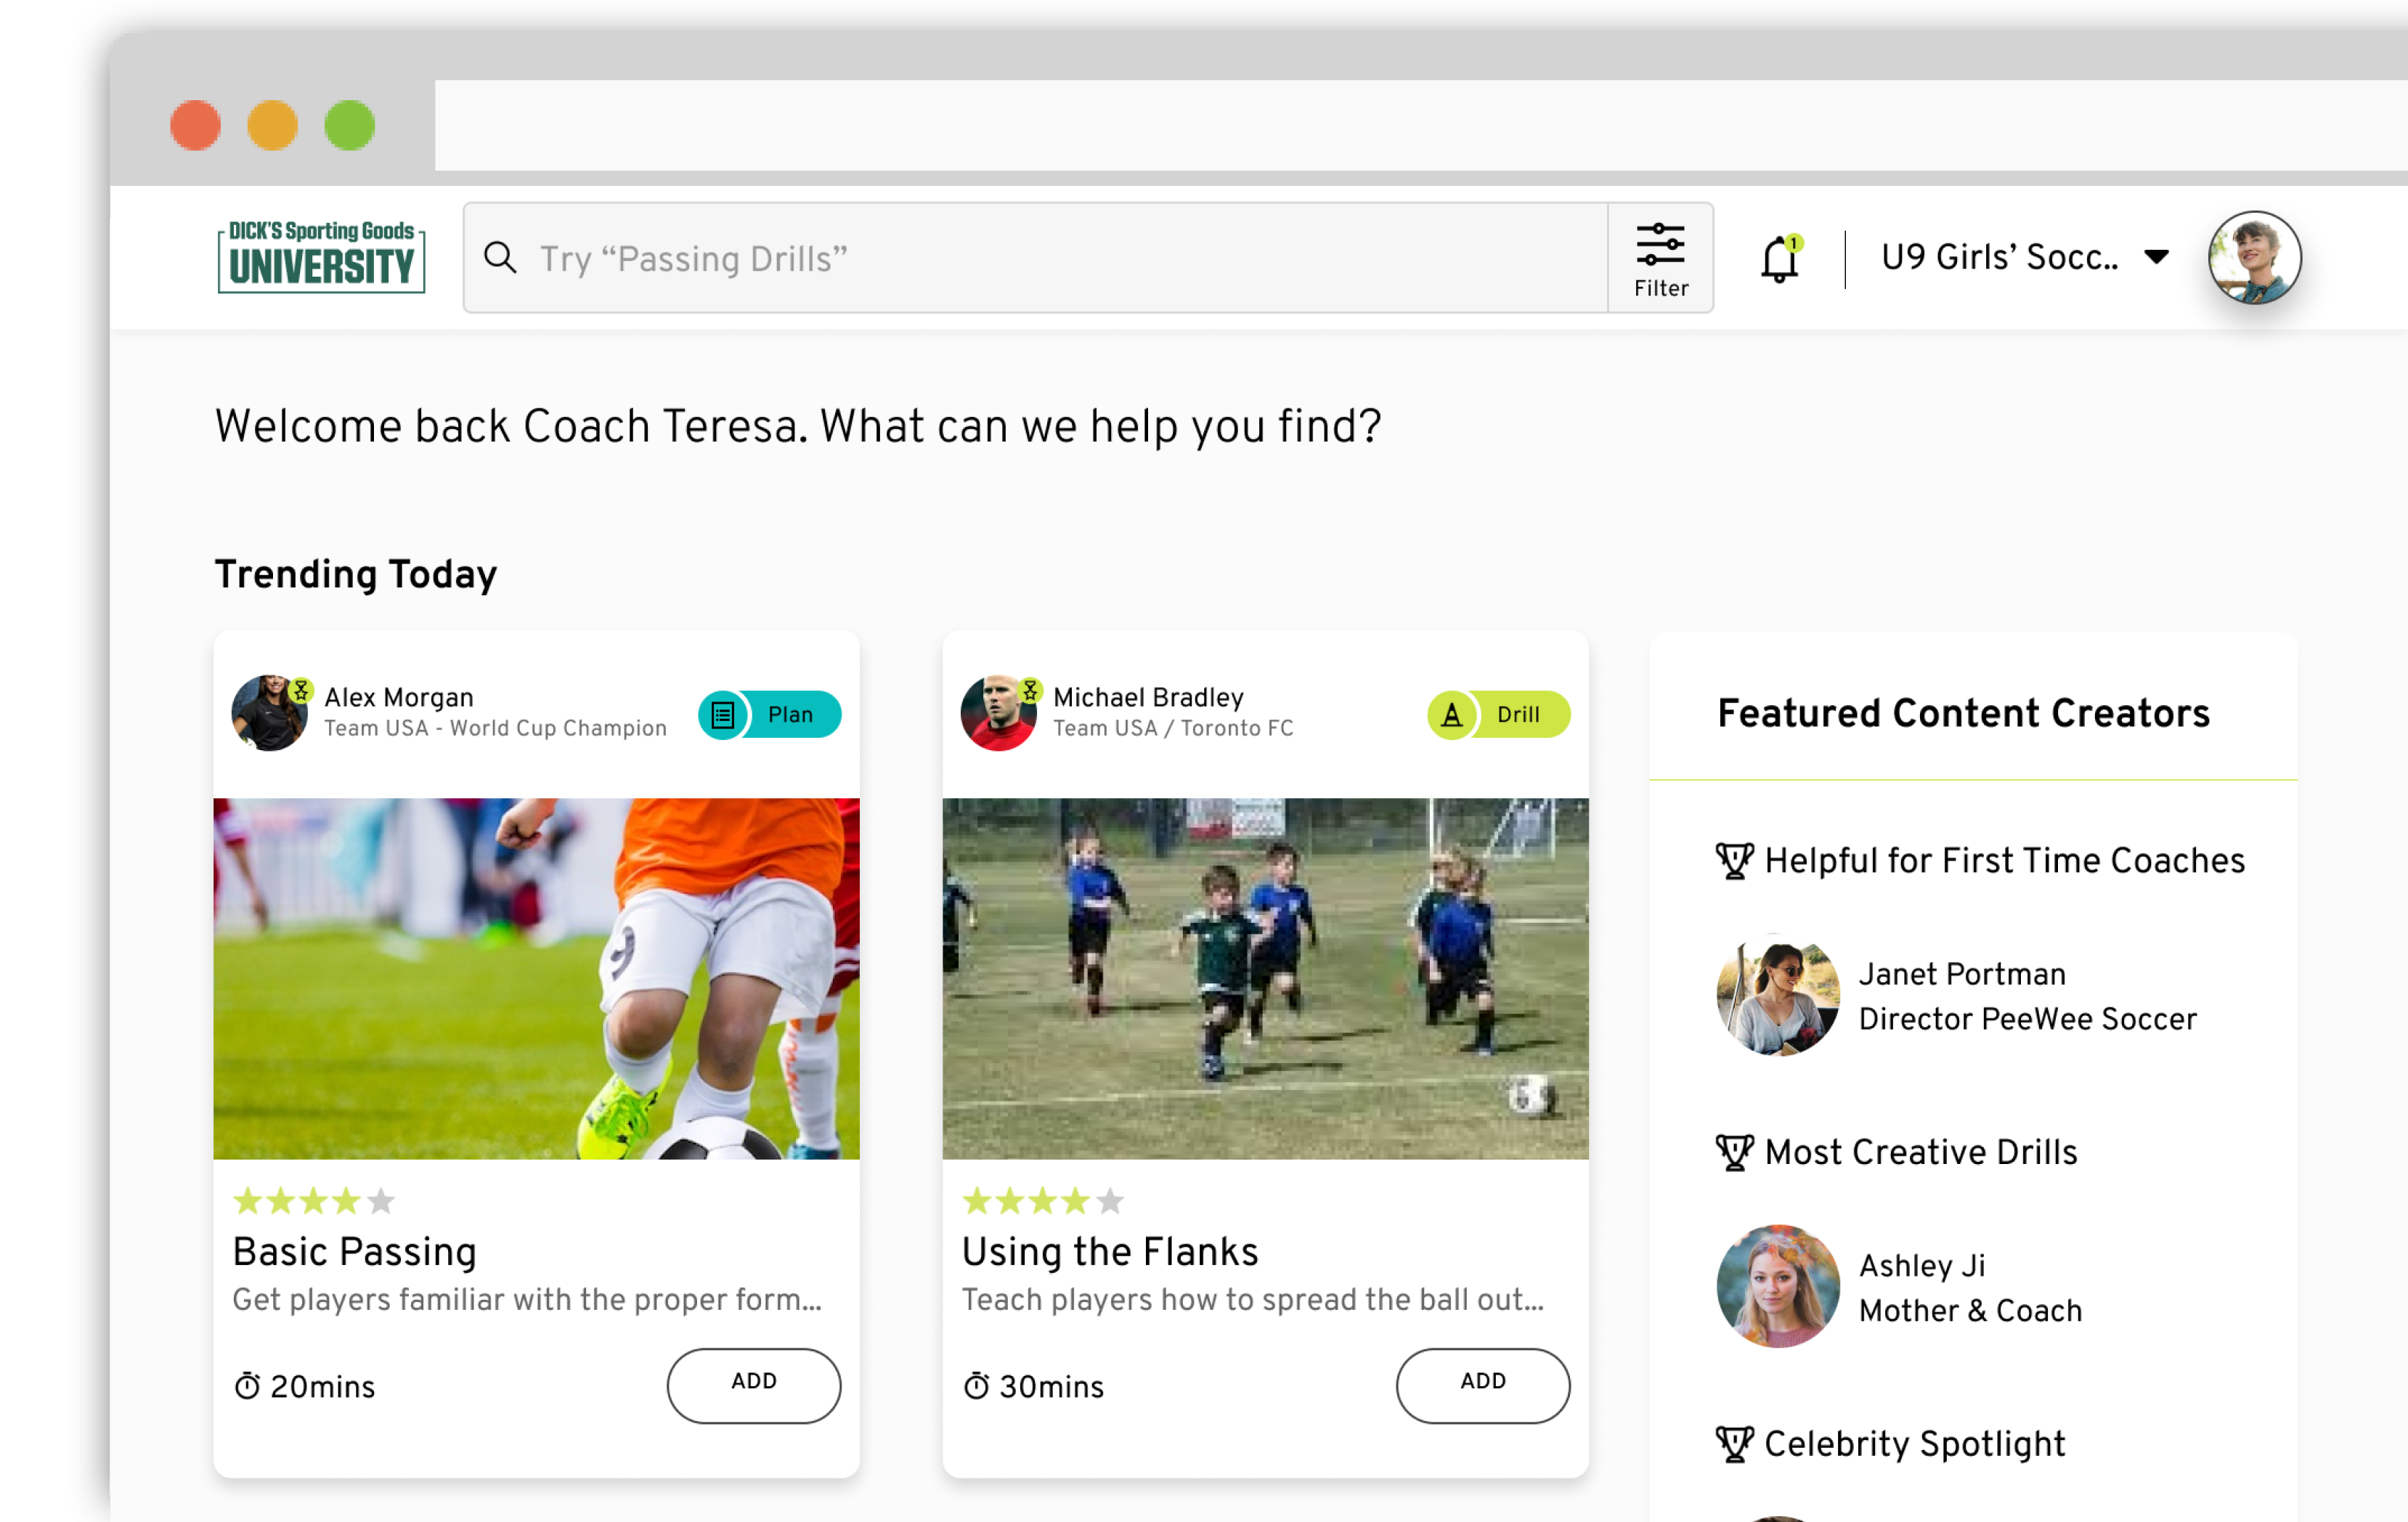 DICK'S Sporting Goods
UNIVERSITY
Try “Passing Drills”
Filter
1
U9 Girls’ Socc..
Welcome back Coach Teresa. What can we help you find?
Trending Today
Alex Morgan
Team USA - World Cup Champion
Plan
9
Basic Passing
Get players familiar with the proper form...
20mins
ADD
Michael Bradley
Team USA / Toronto FC
Drill
Using the Flanks
Teach players how to spread the ball out...
30mins
ADD
Featured Content Creators
Helpful for First Time Coaches
Janet Portman
Director PeeWee Soccer
Most Creative Drills
Ashley Ji
Mother & Coach
Celebrity Spotlight